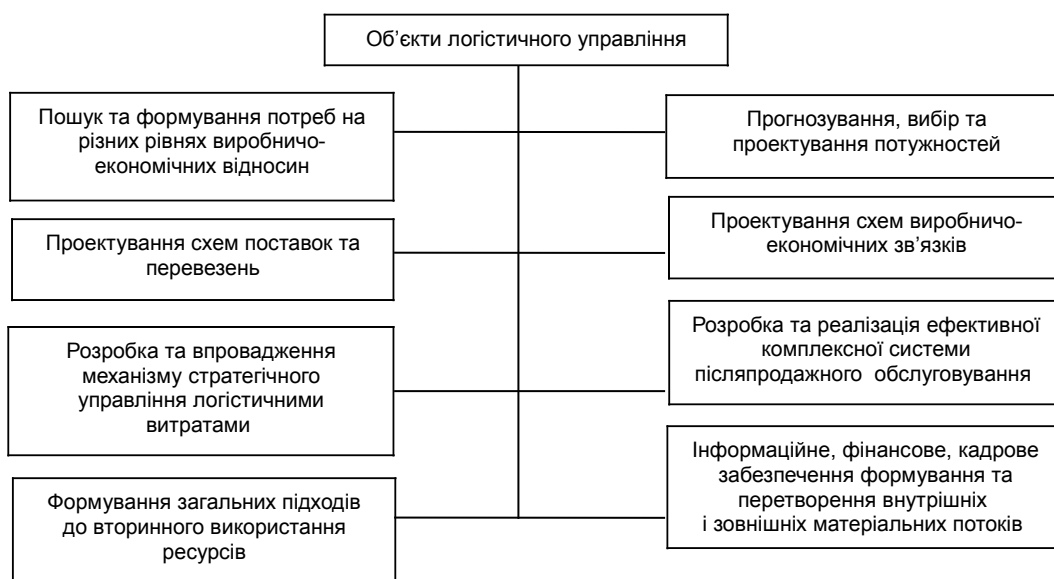 Об’єкти логістичного управління
Пошук та формування потреб на
різних рівнях виробничо-
економічних відносин
Прогнозування, вибір та
проектування потужностей
Проектування схем поставок та
перевезень
Проектування схем виробничо-
економічних зв’язків
Розробка та впровадження
механізму стратегічного
управління логістичними
витратами
Розробка та реалізація ефективної
комплексної системи
післяпродажного обслуговування
Формування загальних підходів
до вторинного використання
ресурсів
Інформаційне, фінансове, кадрове
забезпечення формування та
перетворення внутрішніх
і зовнішніх матеріальних потоків